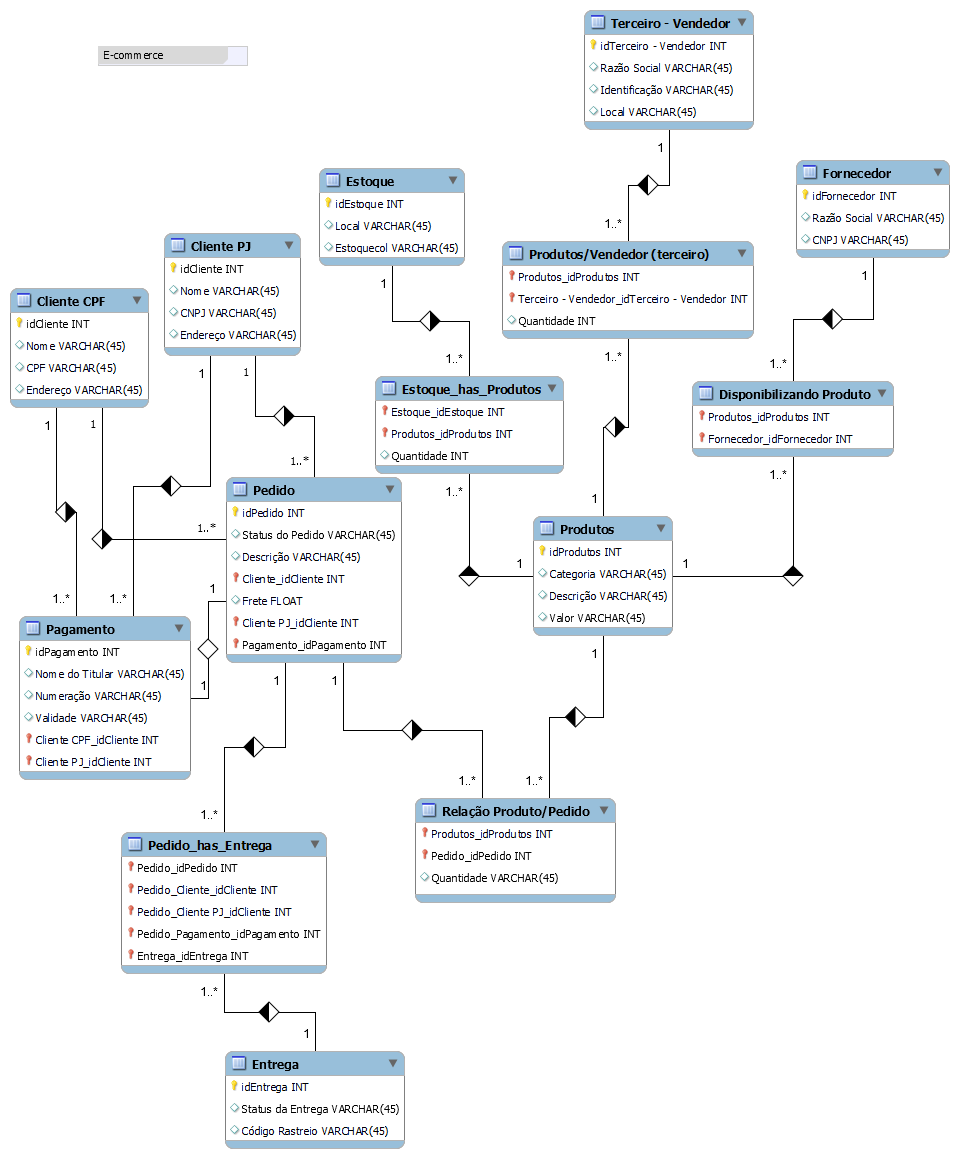 E-commerce
Terceiro - Vendedor
idTerceiro - Vendedor INT
Razão Social VARCHAR(45)
Identificação VARCHAR(45)
Local VARCHAR(45)
1
1..*
Estoque
idEstoque INT
Local VARCHAR(45)
Estoquecol VARCHAR(45)
1
1..*
Fornecedor
idFornecedor INT
Razão Social VARCHAR(45)
CNPJ VARCHAR(45)
1
1..*
Cliente PJ
idCliente INT
Nome VARCHAR(45)
CNPJ VARCHAR(45)
Endereço VARCHAR(45)
1
1
1..*
Produtos/Vendedor (terceiro)
Produtos_idProdutos INT
Terceiro - Vendedor_idTerceiro - Vendedor INT
Quantidade INT
1..*
1
Cliente CPF
idCliente INT
Nome VARCHAR(45)
CPF VARCHAR(45)
Endereço VARCHAR(45)
1
1
1..*
1..*
1..*
Estoque_has_Produtos
Estoque_idEstoque INT
Produtos_idProdutos INT
Quantidade INT
1..*
1
Disponibilizando Produto
Produtos_idProdutos INT
Fornecedor_idFornecedor INT
1..*
1
Pedido
idPedido INT
Status do Pedido VARCHAR(45)
Descrição VARCHAR(45)
Cliente_idCliente INT
Frete FLOAT
Cliente PJ_idCliente INT
Pagamento_idPagamento INT
1
1
1
1
Produtos
idProdutos INT
Categoria VARCHAR(45)
Descrição VARCHAR(45)
Valor VARCHAR(45)
1
Pagamento
idPagamento INT
Nome do Titular VARCHAR(45)
Numeração VARCHAR(45)
Validade VARCHAR(45)
Cliente CPF_idCliente INT
Cliente PJ_idCliente INT
1..*
1..*
1..*
Relação Produto/Pedido
Produtos_idProdutos INT
Pedido_idPedido INT
Quantidade VARCHAR(45)
Pedido_has_Entrega
Pedido_idPedido INT
Pedido_Cliente_idCliente INT
Pedido_Cliente PJ_idCliente INT
Pedido_Pagamento_idPagamento INT
Entrega_idEntrega INT
1..*
1
Entrega
idEntrega INT
Status da Entrega VARCHAR(45)
Código Rastreio VARCHAR(45)